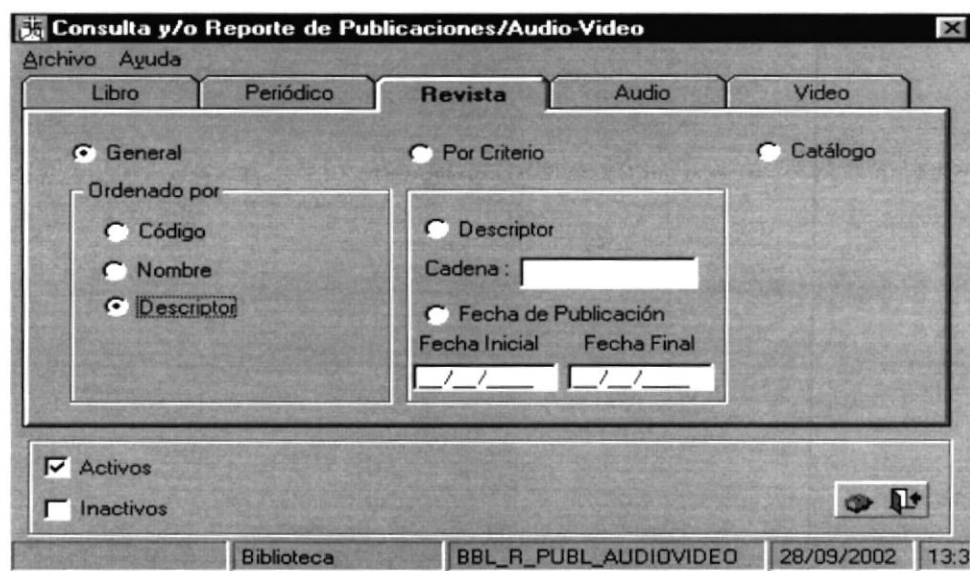 Consulta y/o Reporte de Publicaciones/Audio-Video
Archivo Ayuda
Libro Periódico Revista Audio Video
General Por Criterio Catálogo
Ordenado por
Código
Nombre
Descriptor
Descriptor
Cadena :
Fecha de Publicación
Fecha Inicial Fecha Final
__/__/____ __/__/____
Activos
Inactivos
Biblioteca BBL_R_PUBL_AUDIOVIDEO 28/09/2002 13:3